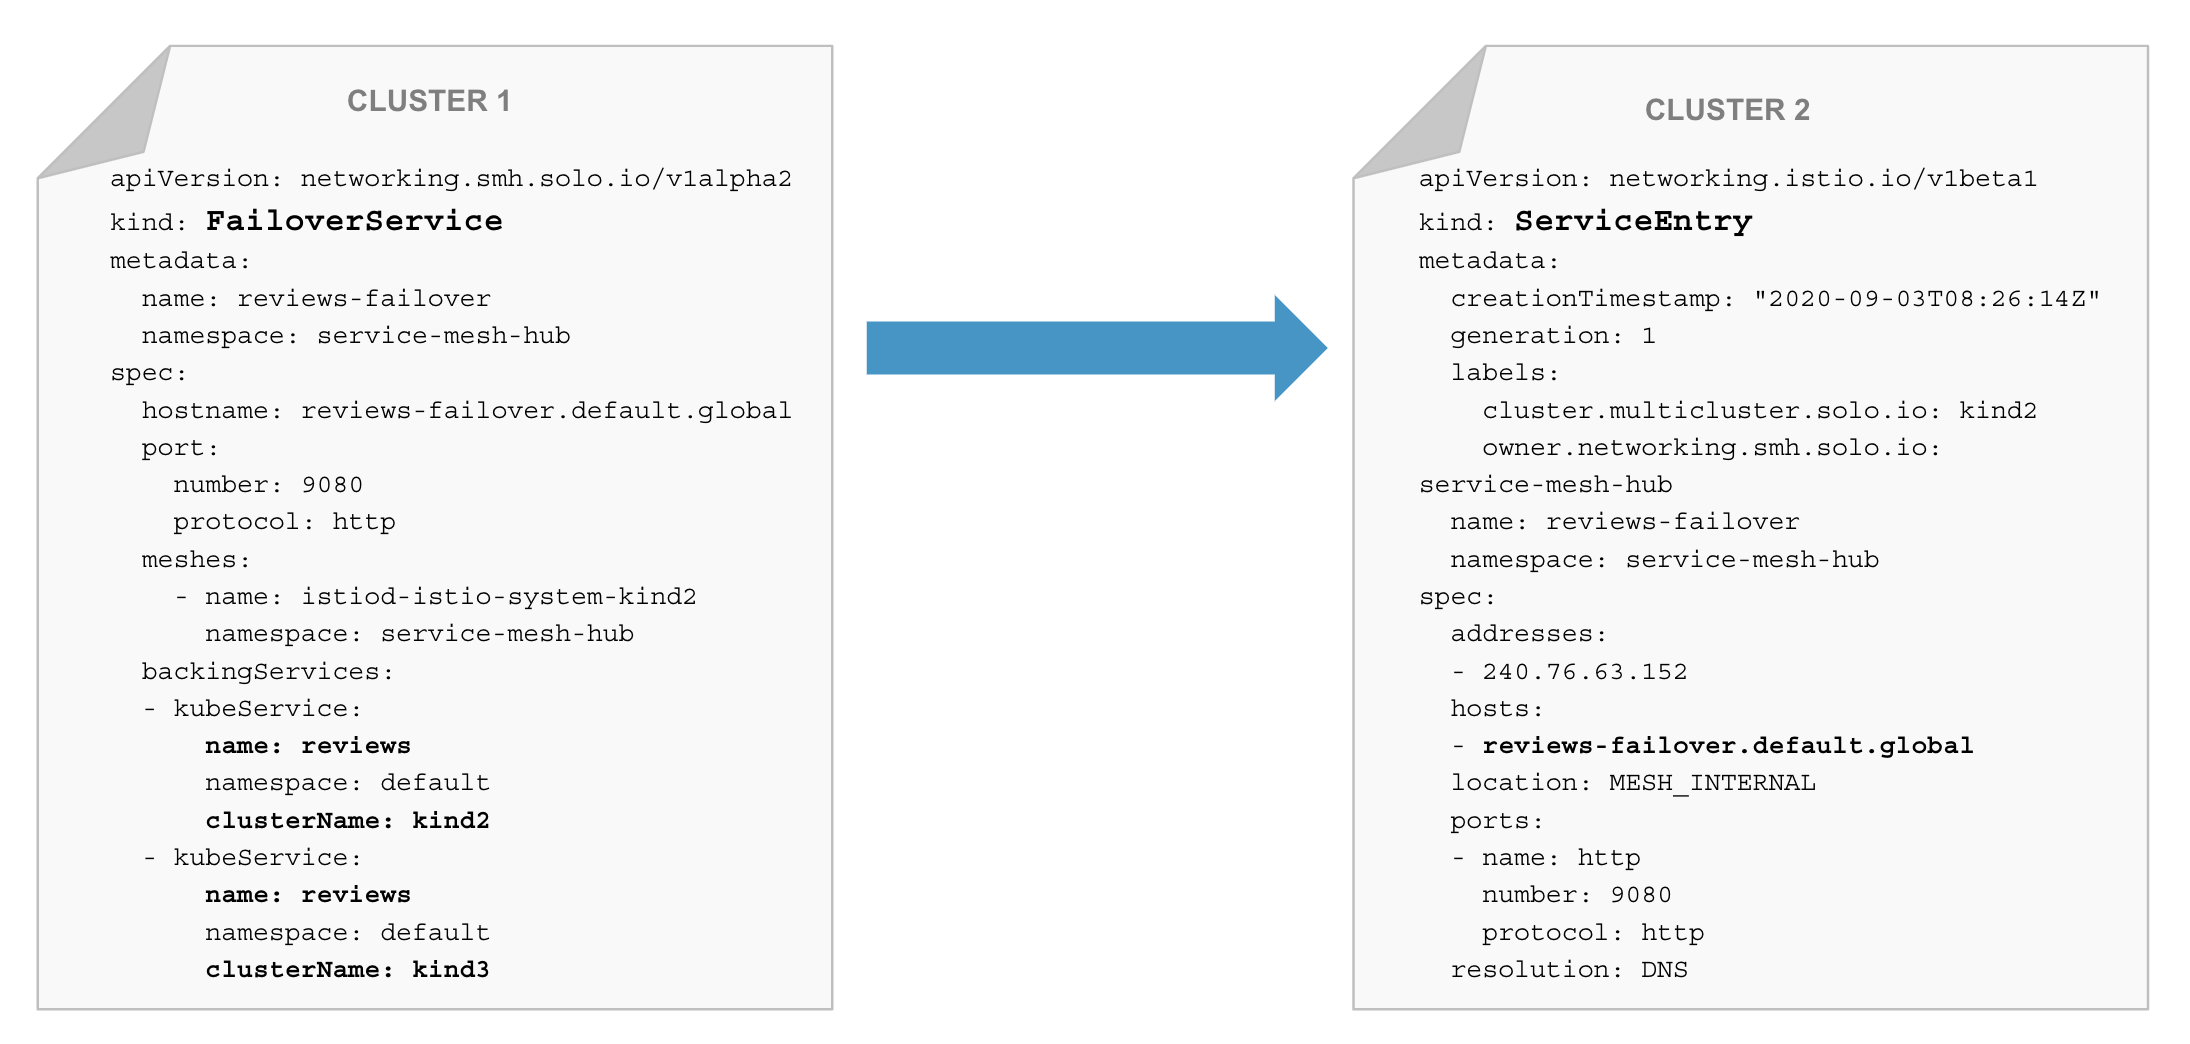 CLUSTER 1
apiVersion: networking.smh.solo.io/v1alpha2
kind: FailoverService
metadata:
  name: reviews-failover
  namespace: service-mesh-hub
spec:
  hostname: reviews-failover.default.global
  port:
    number: 9080
    protocol: http
  meshes:
    - name: istiod-istio-system-kind2
      namespace: service-mesh-hub
  backingServices:
  - kubeService:
      name: reviews
      namespace: default
      clusterName: kind2
  - kubeService:
      name: reviews
      namespace: default
      clusterName: kind3
CLUSTER 2
apiVersion: networking.istio.io/v1beta1
kind: ServiceEntry
metadata:
  creationTimestamp: "2020-09-03T08:26:14Z"
  generation: 1
  labels:
    cluster.multicluster.solo.io: kind2
    owner.networking.smh.solo.io:
service-mesh-hub
  name: reviews-failover
  namespace: service-mesh-hub
spec:
  addresses:
  - 240.76.63.152
  hosts:
  - reviews-failover.default.global
  location: MESH_INTERNAL
  ports:
  - name: http
    number: 9080
    protocol: http
  resolution: DNS